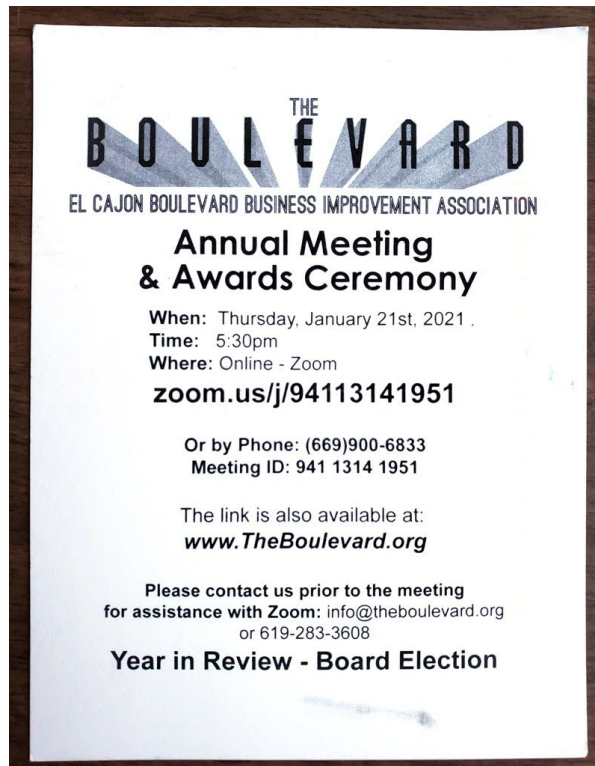 THE
BOULEVARD
EL CAJON BOULEVARD BUSINESS IMPROVEMENT ASSOCIATION
Annual Meeting
& Awards Ceremony
When: Thursday, January 21st, 2021 .
Time: 5:30pm
Where: Online - Zoom
zoom.us/j/94113141951
Or by Phone: (669)900-6833
Meeting ID: 941 1314 1951
The link is also available at:
www.TheBoulevard.org
Please contact us prior to the meeting
for assistance with Zoom: info@theboulevard.org
or 619-283-3608
Year in Review - Board Election